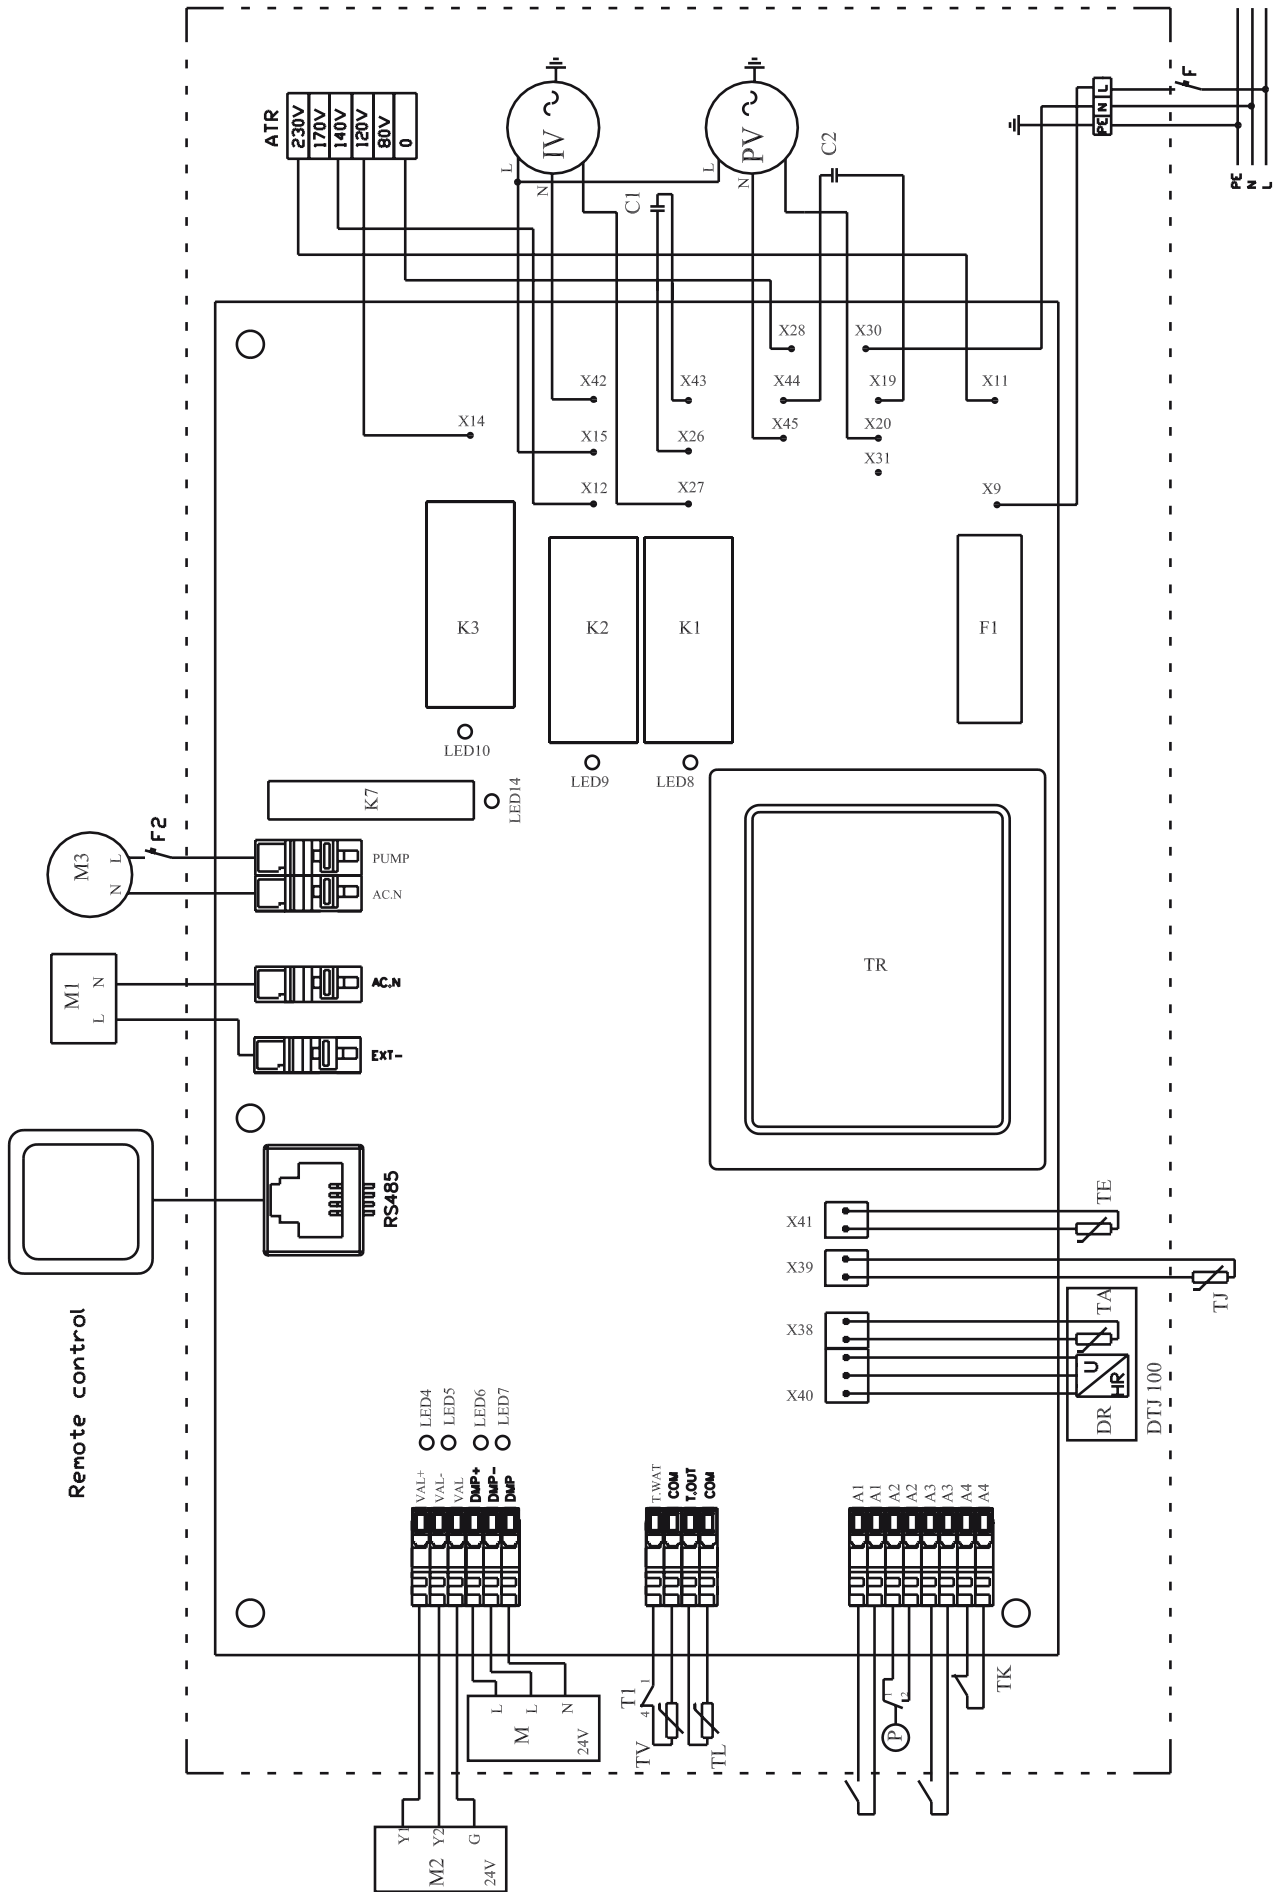 ATR
230V
170V
140V
120V
80V
0
IV
L
N
PV
L
N
C1
C2
F
L
N
PE
PE
N
L
X28
X30
X42
X43
X44
X19
X11
X14
X15
X26
X45
X20
X31
X12
X27
X9
K3
K2
K1
F1
LED10
LED9
LED8
K7
LED14
M3
L
N
F2
PUMP
AC.N
M1
N
L
AC.N
EXT-
TR
RS485
Remote control
X41
TE
X39
TJ
X38
TA
X40
U
HR
DR
DTJ 100
LED4
LED5
LED6
LED7
VAL+
VAL-
VAL
DMP+
DMP-
DMP
T.WAT
COM
T.OUT
COM
A1
A1
A2
A2
A3
A3
A4
A4
M
L
L
N
24V
M2
Y1
Y2
G
24V
T1
1
4
TV
TL
P
1
2
TK